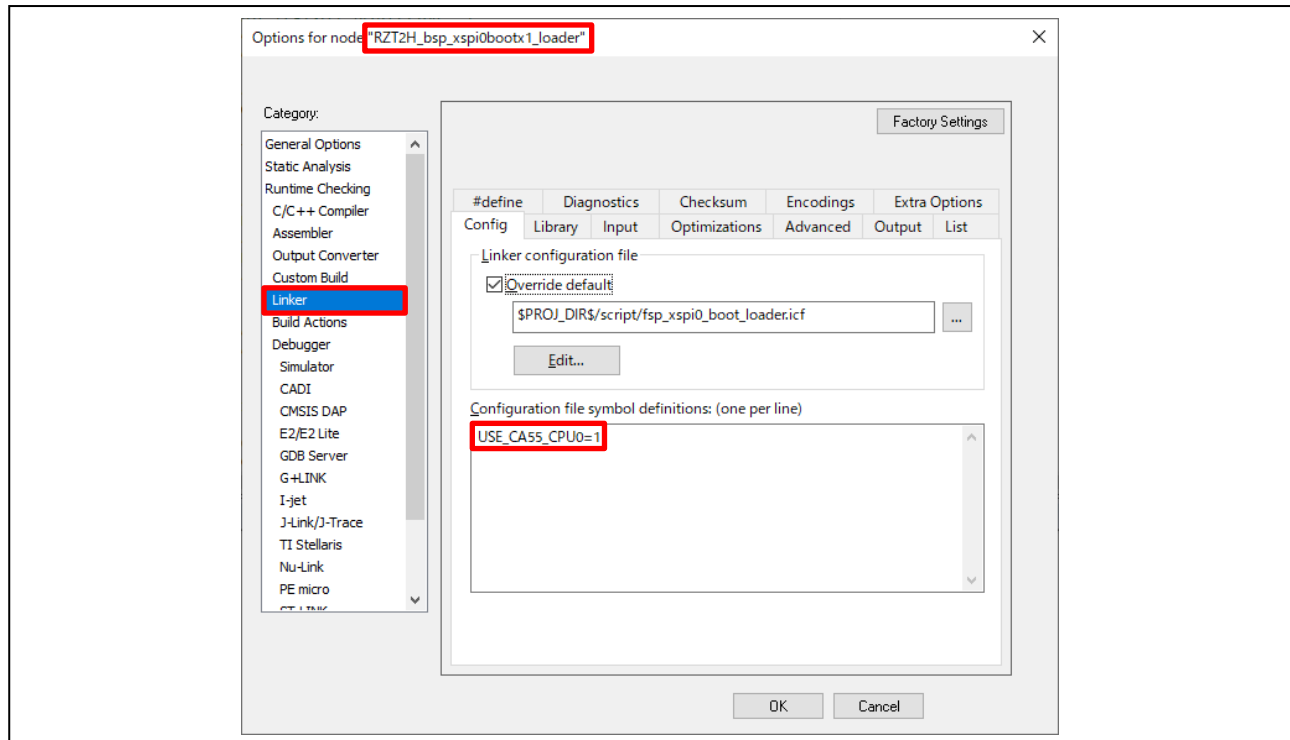 Options for node "RZT2H_bsp_xspi0bootx1_loader"
Category:
General Options
Static Analysis
Runtime Checking
C/C++ Compiler
Assembler
Output Converter
Custom Build
Linker
Build Actions
Debugger
Simulator
CADI
CMSIS DAP
E2/E2 Lite
GDB Server
G+LINK
I-jet
J-Link/J-Trace
TI Stellaris
Nu-Link
PE micro
ST-LINK
Factory Settings
#define Diagnostics Checksum Encodings Extra Options
Config Library Input Optimizations Advanced Output List
Linker configuration file
Override default
$PROJ_DIR$/script/fsp_xspi0_boot_loader.icf
...
Edit...
Configuration file symbol definitions: (one per line)
USE_CA55_CPU0=1
OK Cancel